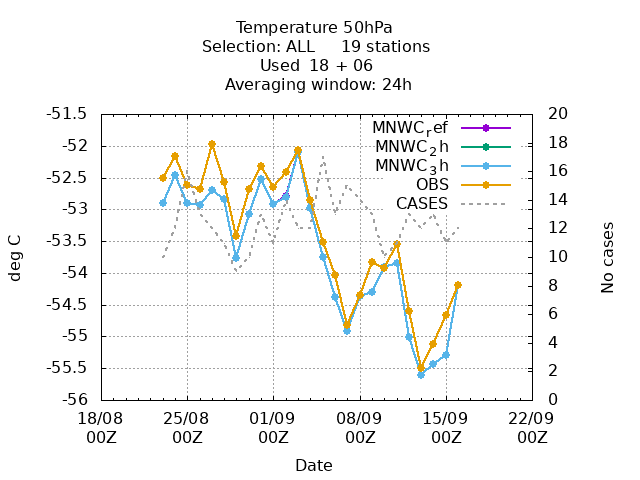 Temperature 50hPa
Selection: ALL 19 stations
Used 18 + 06
Averaging window: 24h
-51.5
-52
-52.5
-53
-53.5
-54
-54.5
-55
-55.5
-56
deg C
20
18
16
14
12
10
8
6
4
2
0
No cases
MNWC_ref
MNWC_2h
MNWC_3h
OBS
CASES
18/08 25/08 01/09 08/09 15/09 22/09
00Z 00Z 00Z 00Z 00Z 00Z
Date